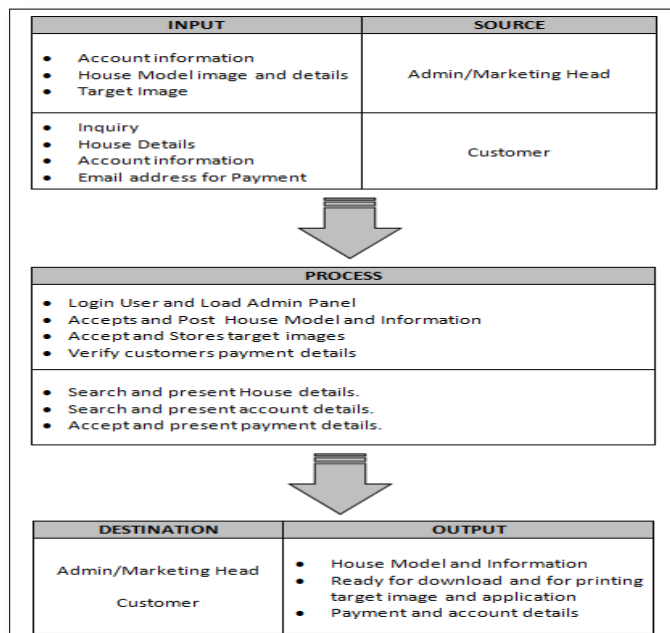 INPUT
SOURCE
• Account information
• House Model image and details
• Target Image
Admin/Marketing Head
• Inquiry
• House Details
• Account information
• Email address for Payment
Customer
PROCESS
• Login User and Load Admin Panel
• Accepts and Post House Model and Information
• Accept and Stores target images
• Verify customers payment details
• Search and present House details.
• Search and present account details.
• Accept and present payment details.
DESTINATION
OUTPUT
Admin/Marketing Head
Customer
• House Model and Information
• Ready for download and for printing
target image and application
• Payment and account details